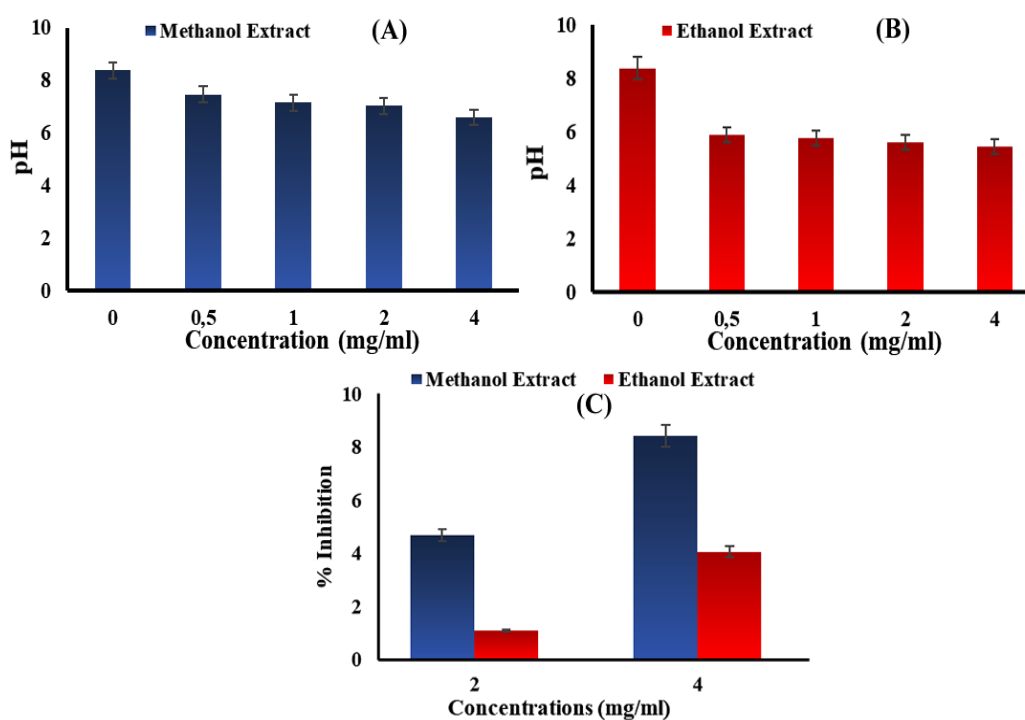 Methanol Extract
(A)
10
8
6
4
2
0
pH
0 0,5 1 2 4
Concentration (mg/ml)
Ethanol Extract
(B)
10
8
6
4
2
0
pH
0 0,5 1 2 4
Concentration (mg/ml)
Methanol Extract Ethanol Extract
(C)
10
8
6
4
2
0
% Inhibition
2 4
Concentrations (mg/ml)